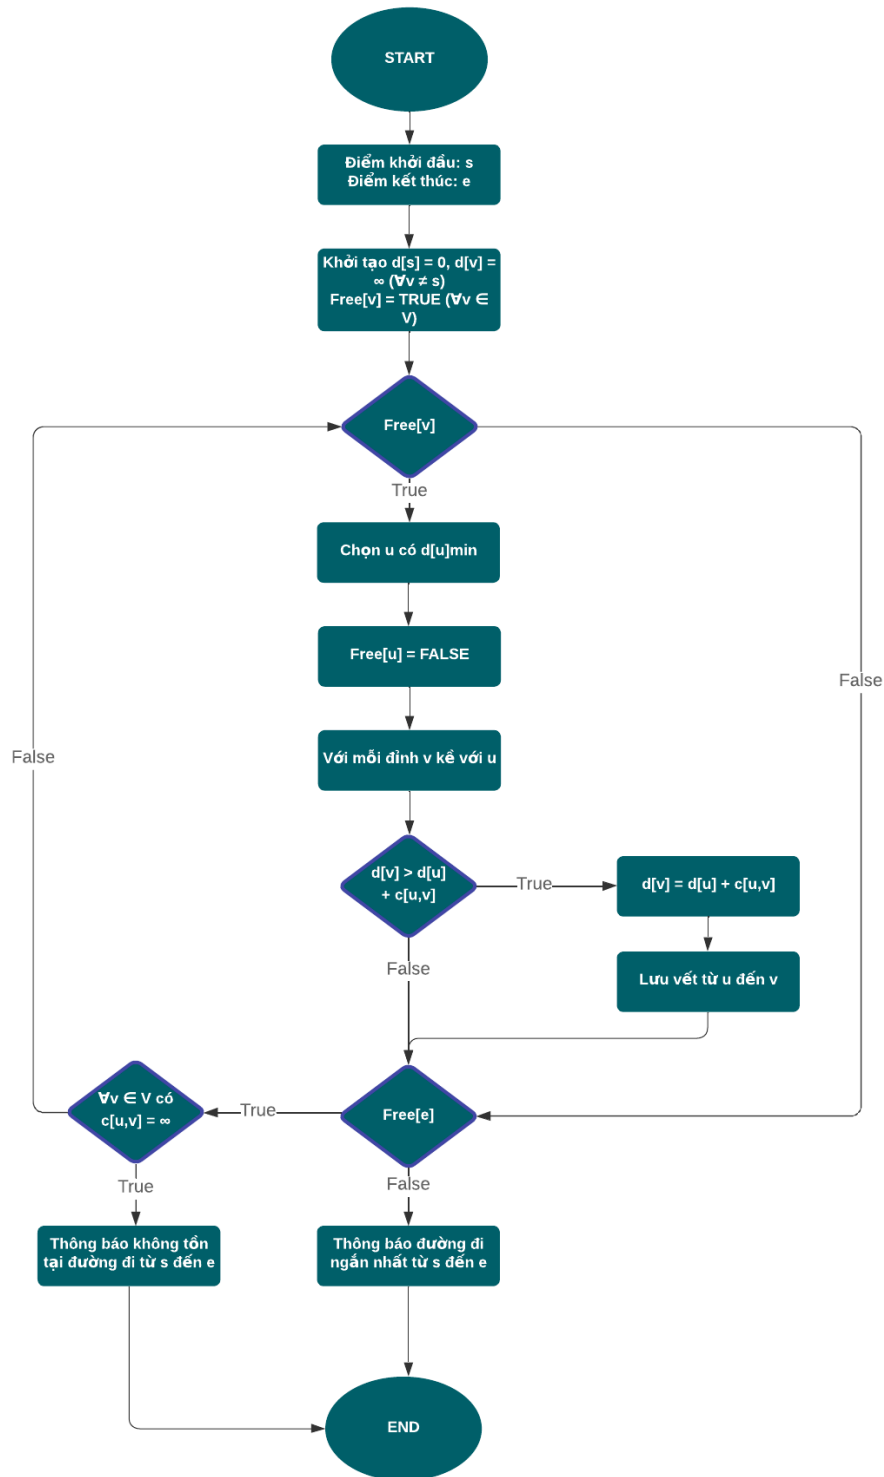 START
Điểm khởi đầu: s
Điểm kết thúc: e
Khởi tạo d[s] = 0, d[v] =
∞ (∀v ≠ s)
Free[v] = TRUE (∀v ∈
V)
Free[v]
True
Chọn u có d[u]min
Free[u] = FALSE
False
Với mỗi đỉnh v kề với u
False
d[v] > d[u]
+ c[u,v]
True
d[v] = d[u] + c[u,v]
False
Lưu vết từ u đến v
∀v ∈ V có
c[u,v] = ∞
True
Free[e]
True
False
Thông báo không tồn
tại đường đi từ s đến e
Thông báo đường đi
ngắn nhất từ s đến e
END